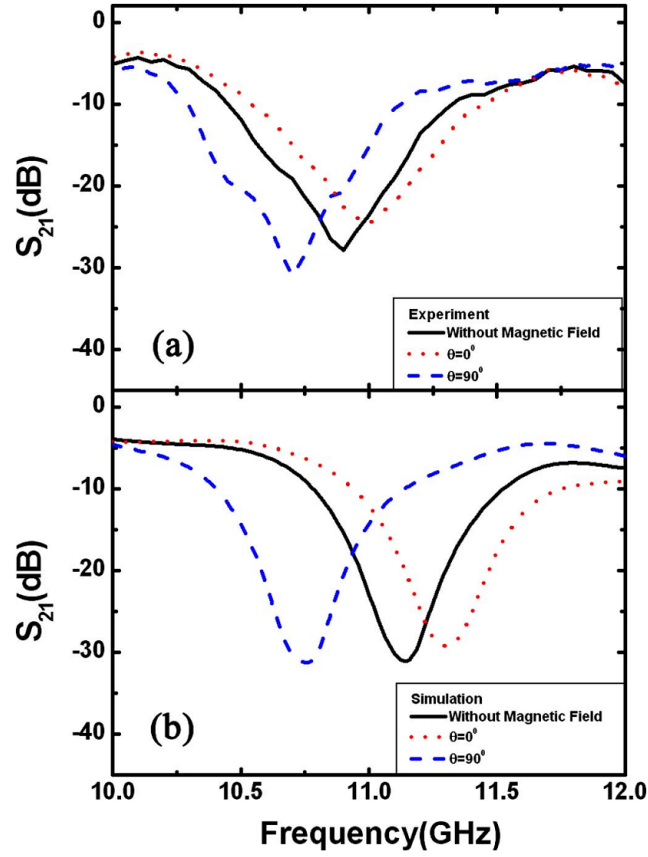 0
-10
-20
-30
-40
S21(dB)
(a)
Experiment
Without Magnetic Field
θ=0⁰
θ=90⁰
0
-10
-20
-30
-40
S21(dB)
(b)
Simulation
Without Magnetic Field
θ=0⁰
θ=90⁰
10.0 10.5 11.0 11.5 12.0
Frequency(GHz)